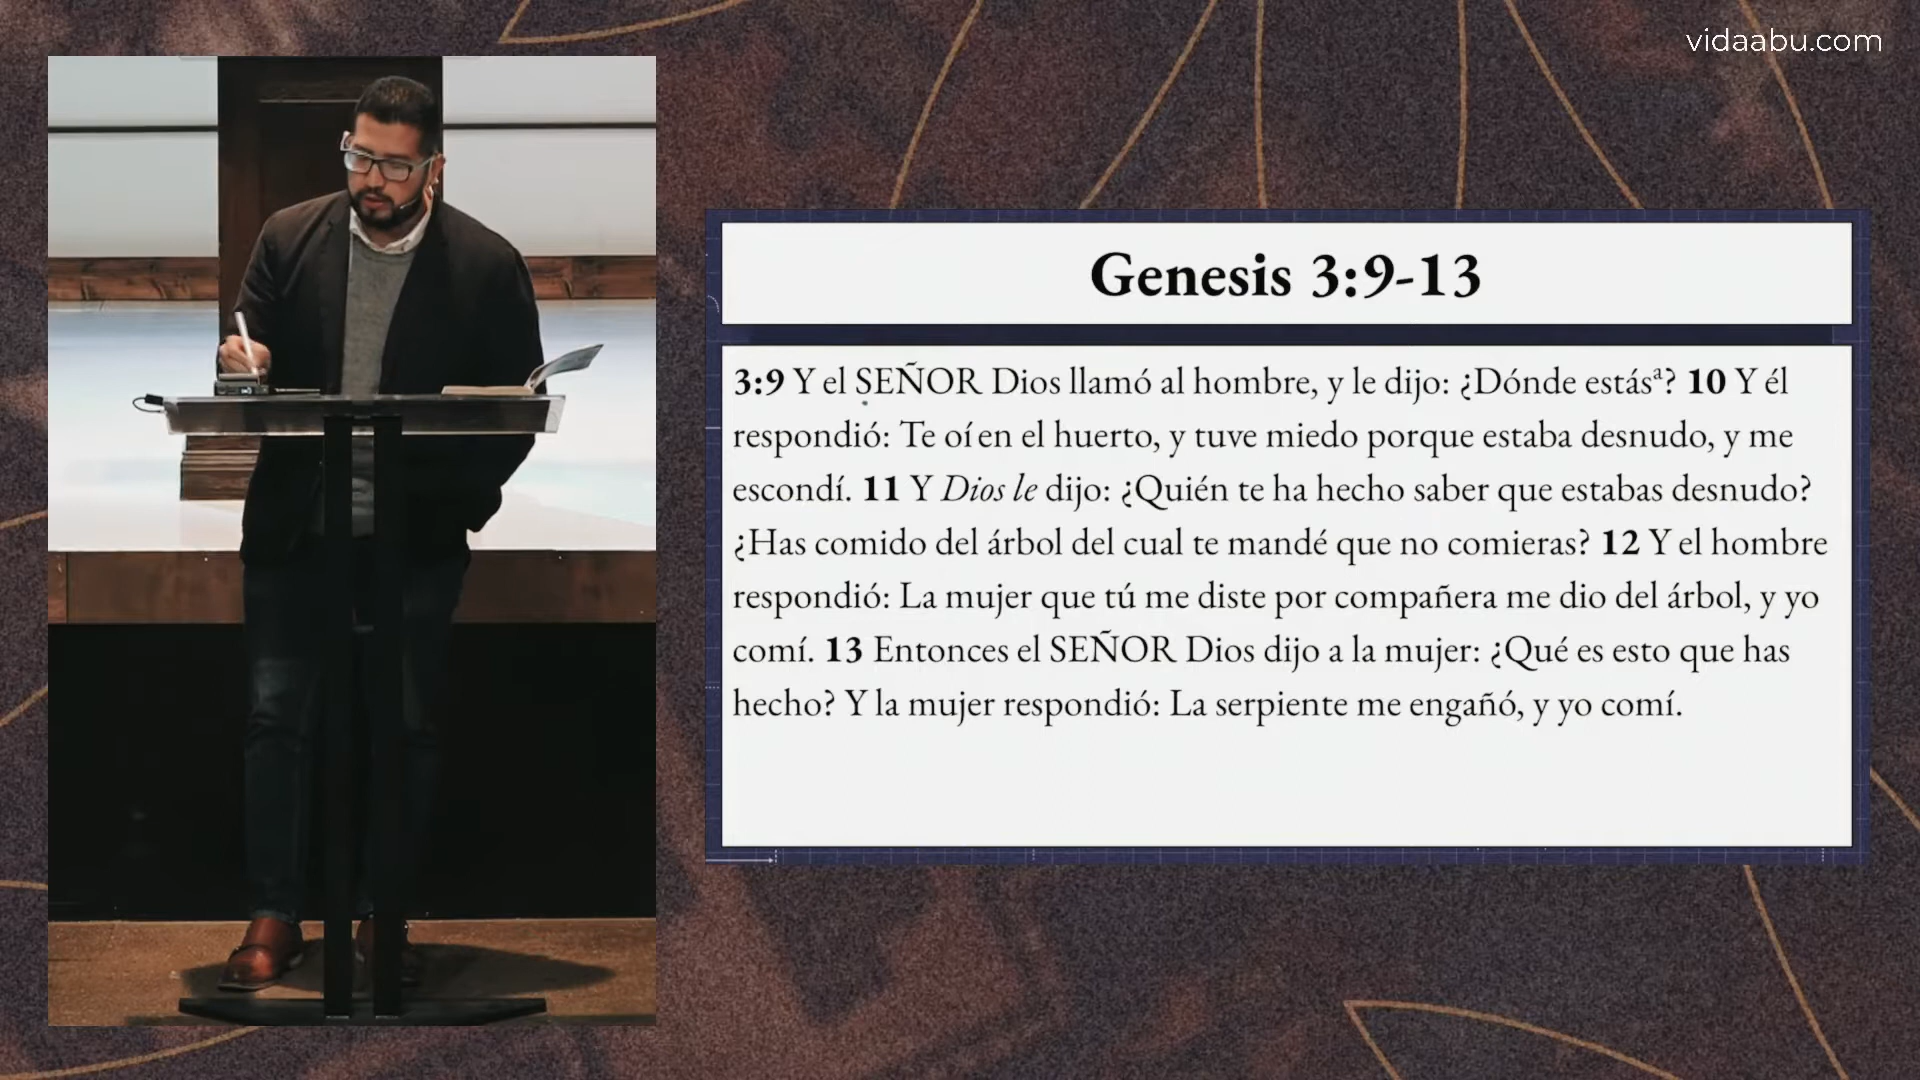 vidaabu.com
Genesis 3:9-13
3:9 Y el SEÑOR Dios llamó al hombre, y le dijo: ¿Dónde estásª? 10 Y él
respondió: Te oí en el huerto, y tuve miedo porque estaba desnudo, y me
escondí. 11 Y Dios le dijo: ¿Quién te ha hecho saber que estabas desnudo?
¿Has comido del árbol del cual te mandé que no comieras? 12 Y el hombre
respondió: La mujer que tú me diste por compañera me dio del árbol, y yo
comí. 13 Entonces el SEÑOR Dios dijo a la mujer: ¿Qué es esto que has
hecho? Y la mujer respondió: La serpiente me engañó, y yo comí.